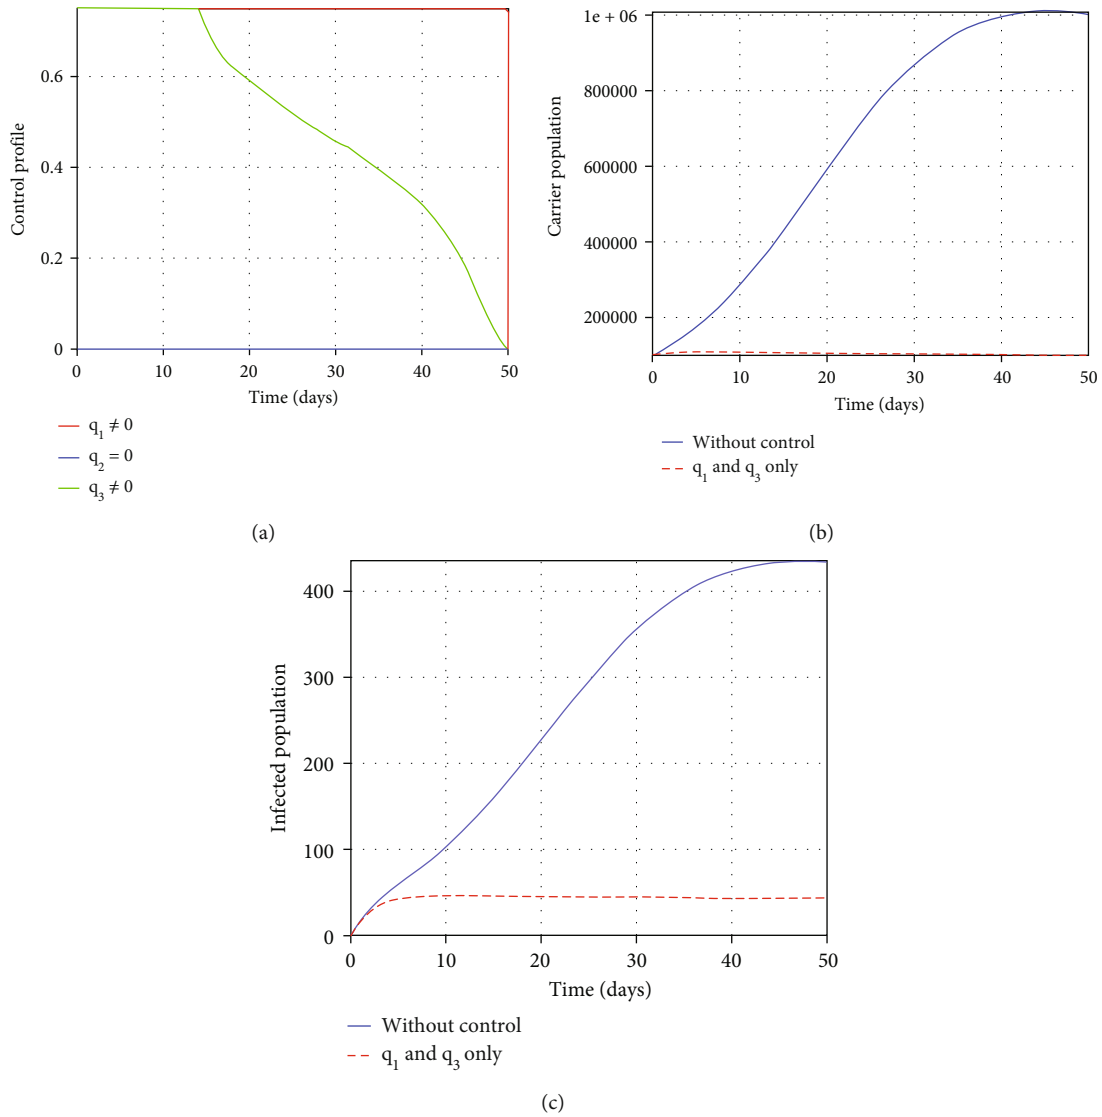 Control profile
0.6
0.4
0.2
0
0 10 20 30 40 50
Time (days)
q1 ≠ 0
q2 = 0
q3 ≠ 0
(a)
Carrier population
1e + 06
800000
600000
400000
200000
0 10 20 30 40 50
Time (days)
Without control
q1 and q3 only
(b)
Infected population
400
300
200
100
0
0 10 20 30 40 50
Time (days)
Without control
q1 and q3 only
(c)